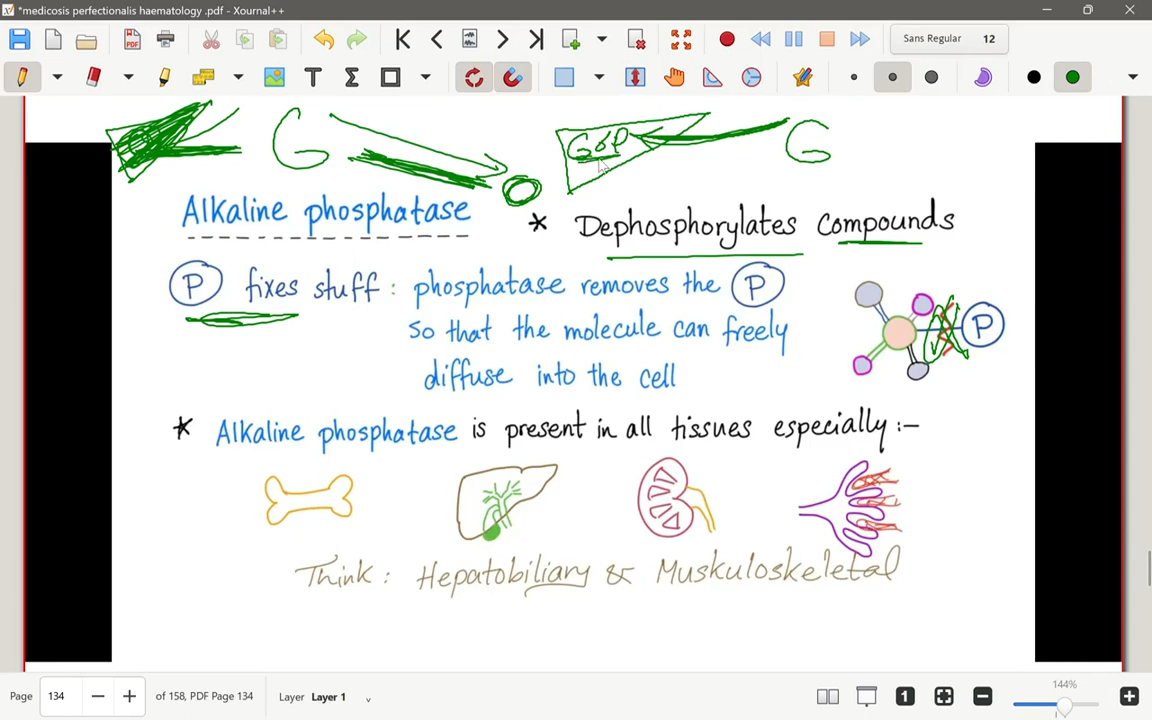 *medicosis perfectionalis haematology .pdf - Xournal++
PDF
Sans Regular 12
T Σ
G G6P G
Alkaline phosphatase * Dephosphorylates compounds
P fixes stuff : phosphatase removes the P
so that the molecule can freely P
diffuse into the cell
* Alkaline phosphatase is present in all tissues especially :-
Think : Hepatobiliary & Muskuloskeletal
Page 134 of 158, PDF Page 134 Layer Layer 1 1 144%